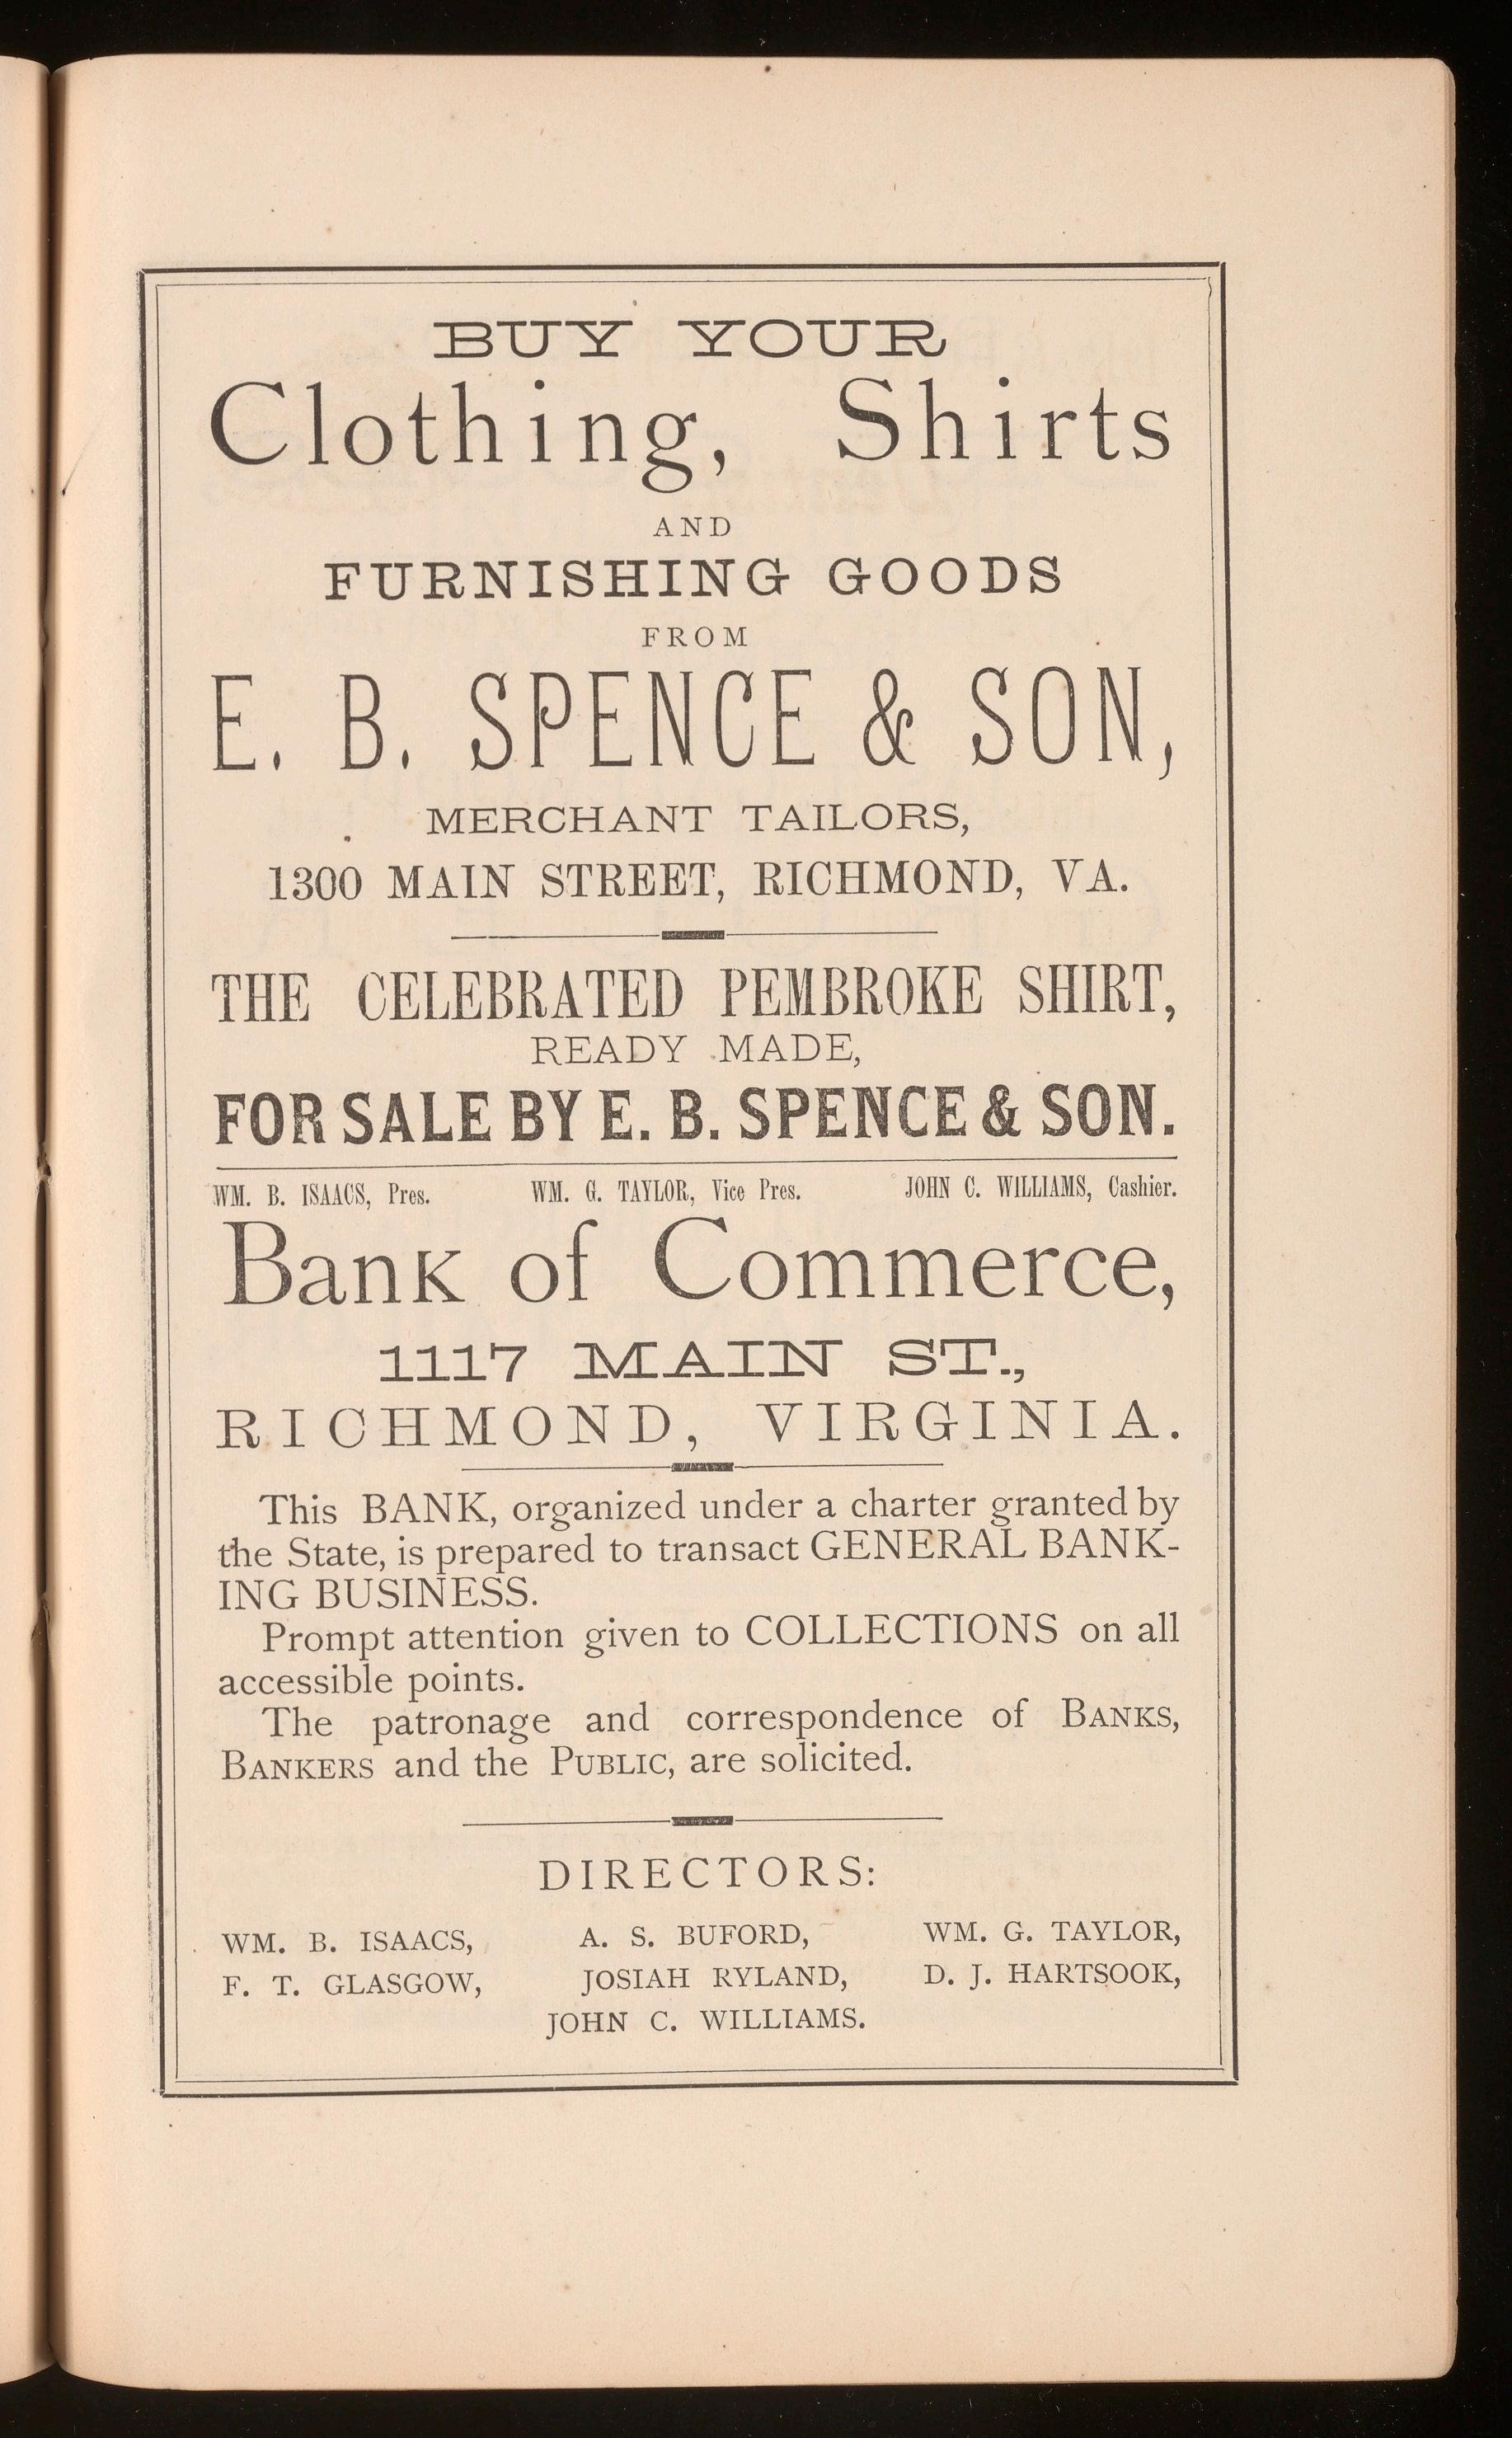 BUY YOUR
Clothing, Shirts
AND
FURNISHING GOODS
FROM
E. B. SPENCE & SON,
MERCHANT TAILORS,
1300 MAIN STREET, RICHMOND, VA.
THE CELEBRATED PEMBROKE SHIRT,
READY MADE,
FOR SALE BY E. B. SPENCE & SON.
WM. B. ISAACS, Pres. WM. G. TAYLOR, Vice Pres. JOHN C. WILLIAMS, Cashier.
Bank of Commerce,
1117 MAIN ST.,
RICHMOND, VIRGINIA.
This BANK, organized under a charter granted by
the State, is prepared to transact GENERAL BANK-
ING BUSINESS.
Prompt attention given to COLLECTIONS on all
accessible points.
The patronage and correspondence of BANKS,
BANKERS and the PUBLIC, are solicited.
DIRECTORS:
WM. B. ISAACS, A. S. BUFORD, WM. G. TAYLOR,
F. T. GLASGOW, JOSIAH RYLAND, D. J. HARTSOOK,
JOHN C. WILLIAMS.